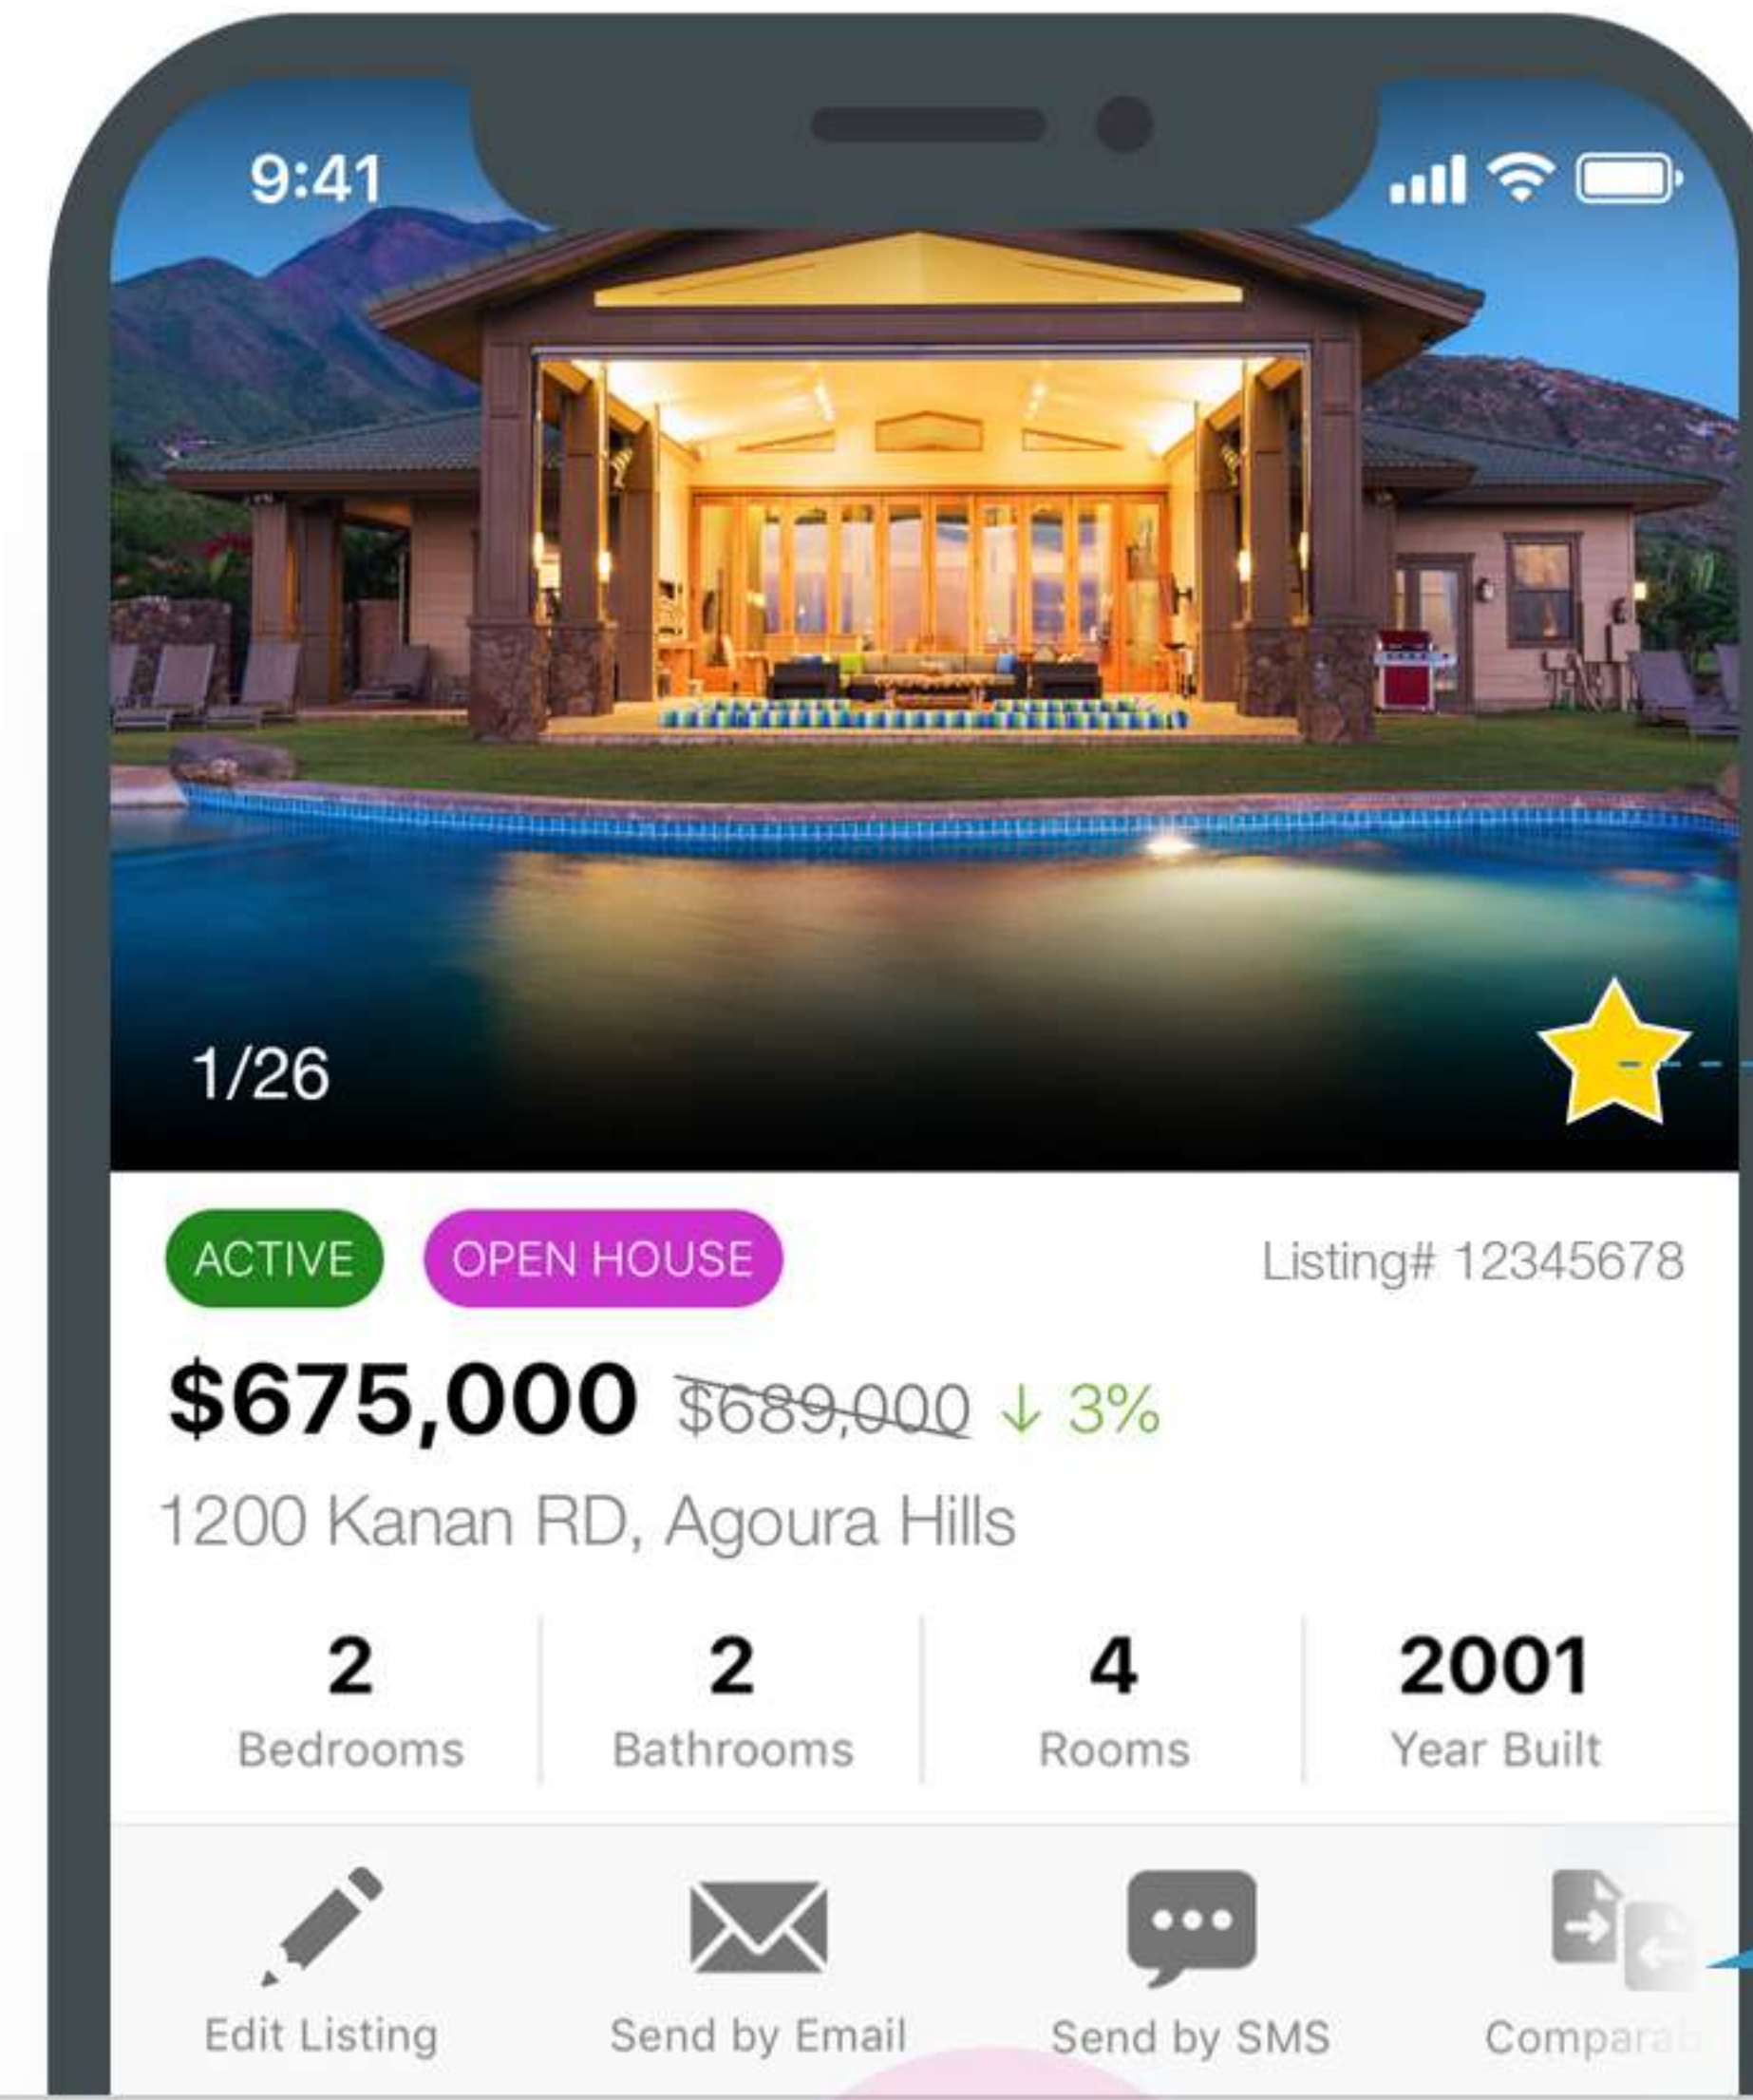 9:41
1/26
ACTIVE OPEN HOUSE Listing# 12345678
$675,000 $689,000 ↓ 3%
1200 Kanan RD, Agoura Hills
2 2 4 2001
Bedrooms Bathrooms Rooms Year Built
Edit Listing Send by Email Send by SMS